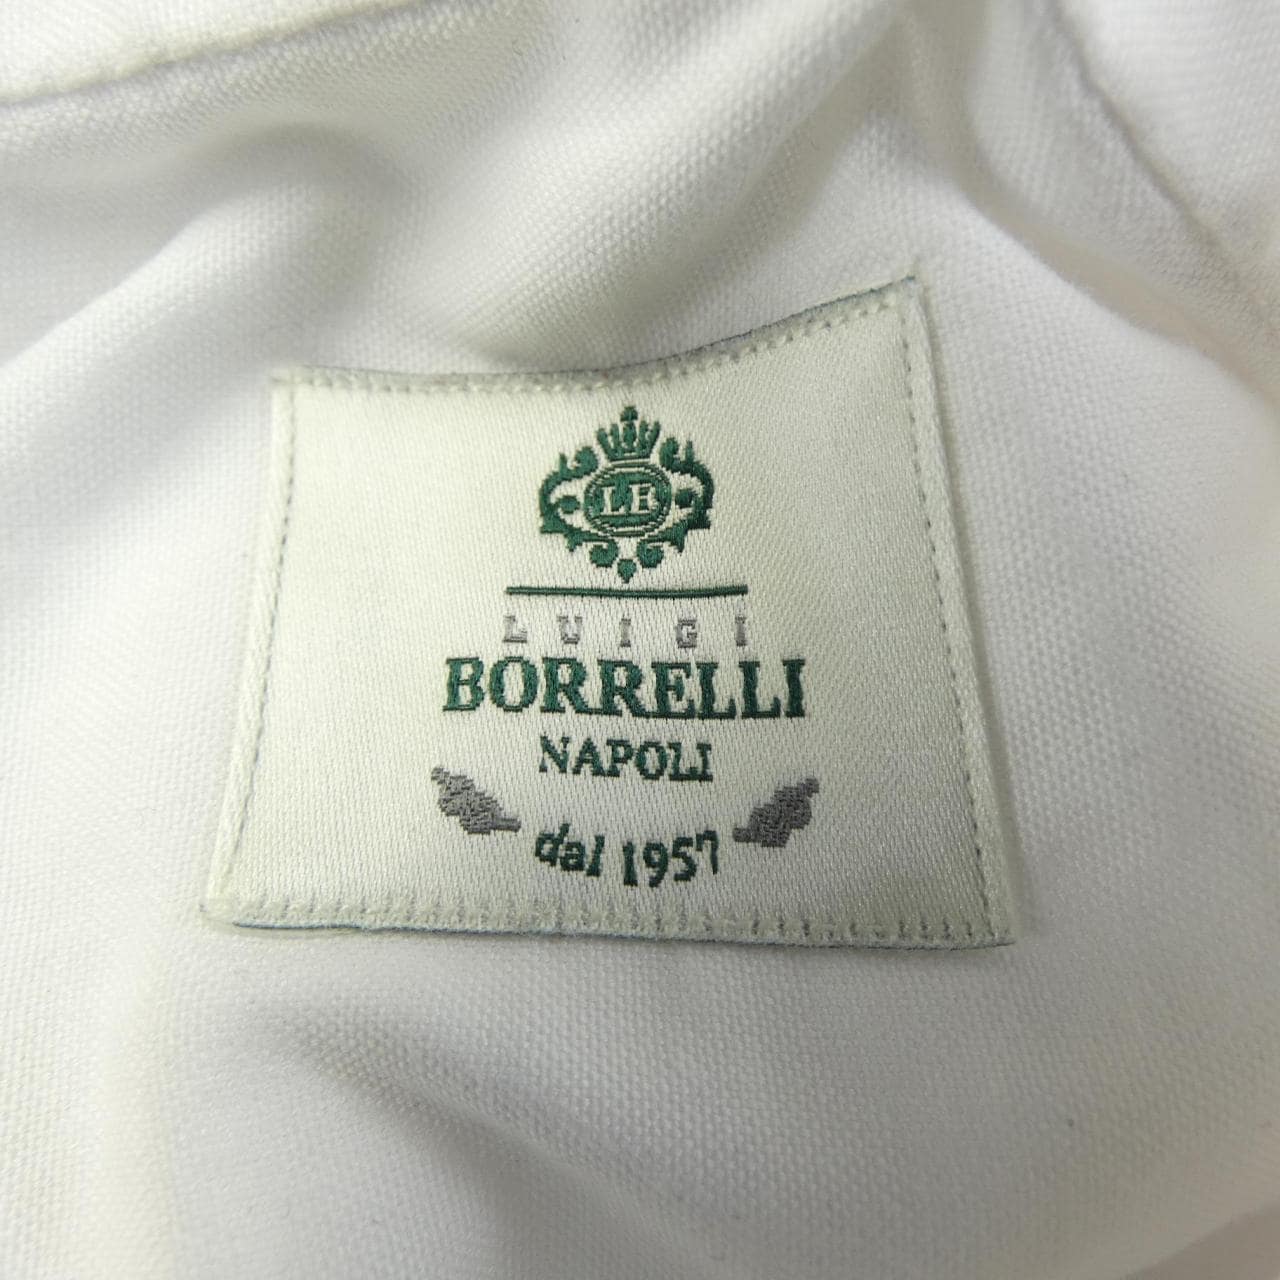 LB
LUIGI
BORRELLI
NAPOLI
dal 1957